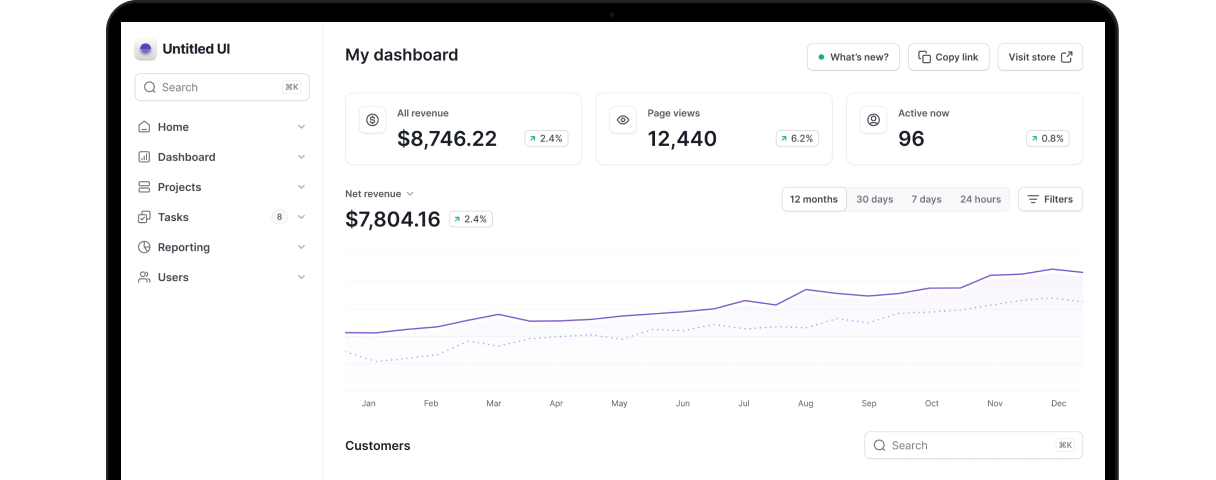 Untitled UI
Search ⌘K
Home
Dashboard
Projects
Tasks 8
Reporting
Users
My dashboard
What's new? Copy link Visit store
All revenue
$8,746.22 2.4%
Page views
12,440 6.2%
Active now
96 0.8%
Net revenue
$7,804.16 2.4%
12 months 30 days 7 days 24 hours Filters
Jan Feb Mar Apr May Jun Jul Aug Sep Oct Nov Dec
Customers
Search ⌘K